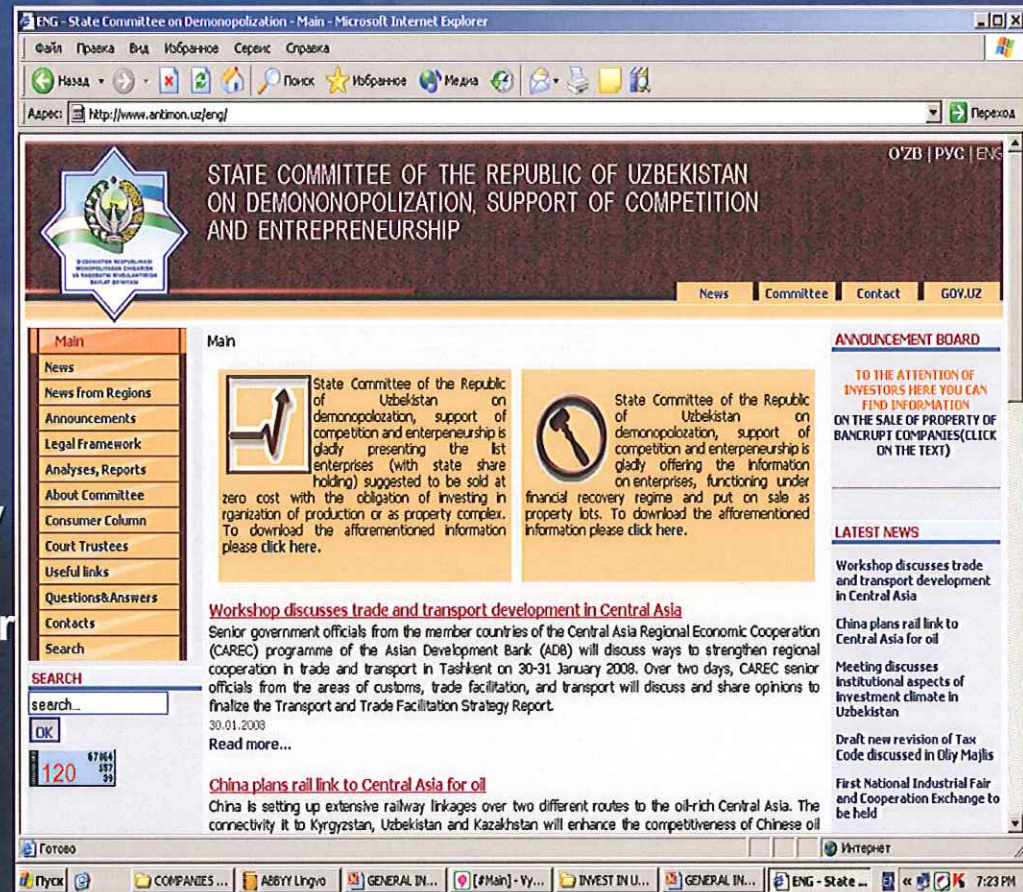 ENG - State Committee on Demonopolization - Main - Microsoft Internet Explorer
Файл Правка Вид Избранное Сервис Справка
Назад Поиск Избранное Медиа
Адрес: http://www.antimon.uz/eng/ Переход
O'ZB | РУС | ENG
STATE COMMITTEE OF THE REPUBLIC OF UZBEKISTAN
ON DEMONONOPOLIZATION, SUPPORT OF COMPETITION
AND ENTREPRENEURSHIP
O'ZBEKISTON RESPUBLIKASI
MONOPOLIYADAN CHIQARISH
VA RAQOBATNI RIVOJLANTIRISH
DAVLAT QO'MITASI
News Committee Contact GOV.UZ
Main
News
News from Regions
Announcements
Legal Framework
Analyses, Reports
About Committee
Consumer Column
Court Trustees
Useful links
Questions&Answers
Contacts
Search
SEARCH
search...
OK
120
67864
157
39
Main
State Committee of the Republic
of Uzbekistan on
demonopolozation, support of
competition and enterpeneurship is
gladly presenting the list
enterprises (with state share
holding) suggested to be sold at
zero cost with the obligation of investing in
rganization of production or as property complex.
To download the afforementioned information
please click here.
State Committee of the Republic
of Uzbekistan on
demonopolozation, support of
competition and enterpeneurship is
gladly offering the information
on enterprises, functioning under
financial recovery regime and put on sale as
property lots. To download the afforementioned
information please click here.
Workshop discusses trade and transport development in Central Asia
Senior government officials from the member countries of the Central Asia Regional Economic Cooperation
(CAREC) programme of the Asian Development Bank (ADB) will discuss ways to strengthen regional
cooperation in trade and transport in Tashkent on 30-31 January 2008. Over two days, CAREC senior
officials from the areas of customs, trade facilitation, and transport will discuss and share opinions to
finalize the Transport and Trade Facilitation Strategy Report.
30.01.2008
Read more...
China plans rail link to Central Asia for oil
China is setting up extensive railway linkages over two different routes to the oil-rich Central Asia. The
connectivity it to Kyrgyzstan, Uzbekistan and Kazakhstan will enhance the competitiveness of Chinese oil
ANNOUNCEMENT BOARD
TO THE ATTENTION OF
INVESTORS HERE YOU CAN
FIND INFORMATION
ON THE SALE OF PROPERTY OF
BANCRUPT COMPANIES(CLICK
ON THE TEXT)
LATEST NEWS
Workshop discusses trade
and transport development
in Central Asia
China plans rail link to
Central Asia for oil
Meeting discusses
institutional aspects of
investment climate in
Uzbekistan
Draft new revision of Tax
Code discussed in Oliy Majlis
First National Industrial Fair
and Cooperation Exchange to
be held
Готово Интернет
Пуск COMPANIES ... ABBYY Lingvo GENERAL IN... [#Main] - Vy... INVEST IN U... GENERAL IN... ENG - State ... 7:23 PM